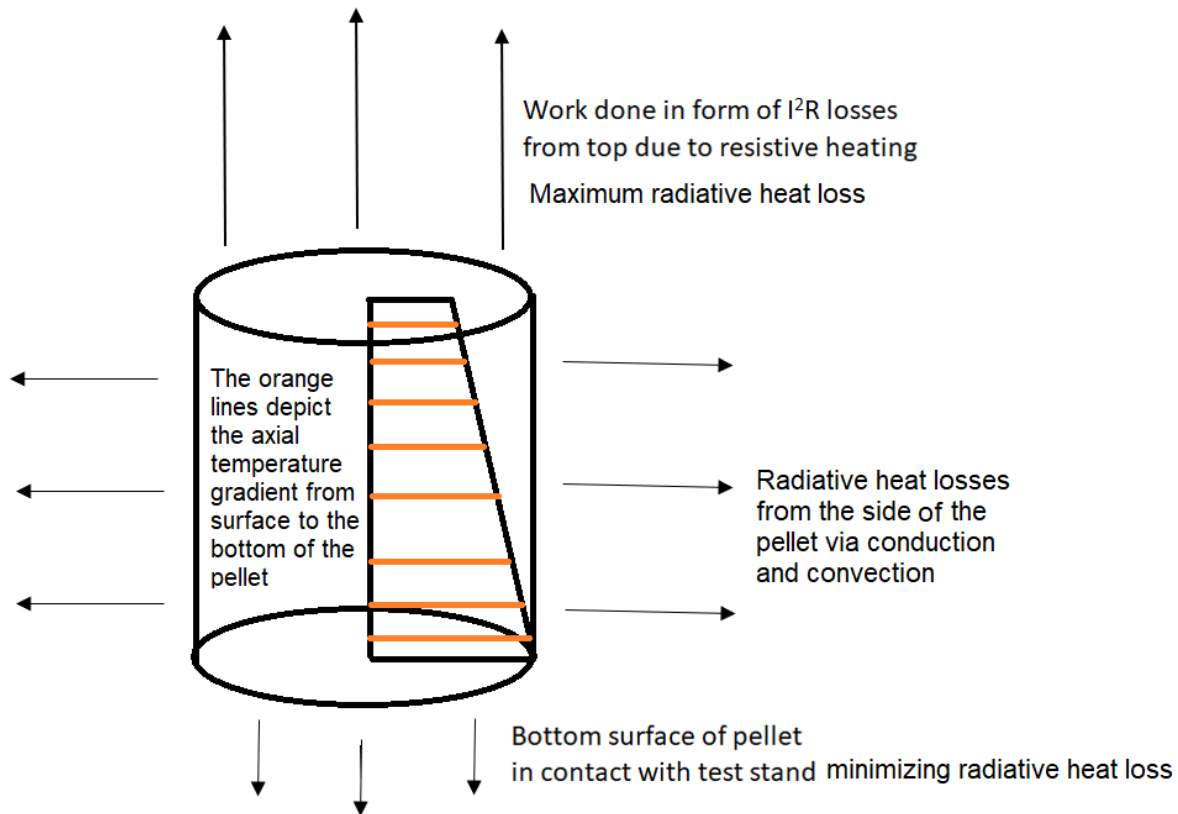 Work done in form of I²R losses
from top due to resistive heating
Maximum radiative heat loss
The orange
lines depict
the axial
temperature
gradient from
surface to the
bottom of the
pellet
Radiative heat losses
from the side of the
pellet via conduction
and convection
Bottom surface of pellet
in contact with test stand minimizing radiative heat loss